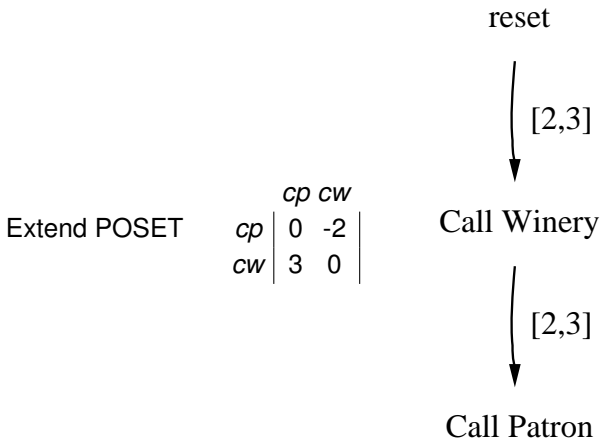 reset
[2,3]
cp cw
Extend POSET cp 0 -2 Call Winery
cw 3 0
[2,3]
Call Patron